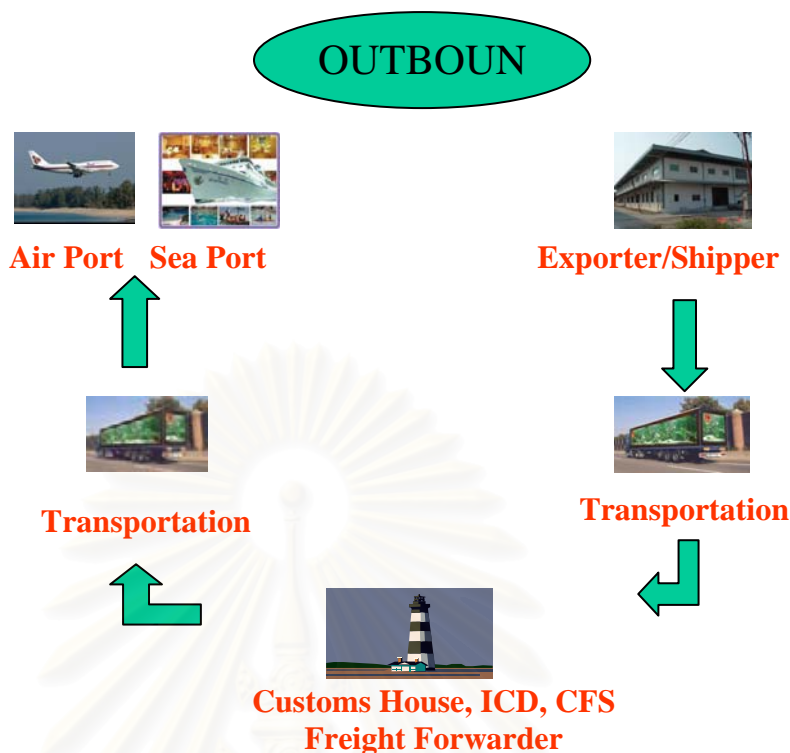 OUTBOUN
Air Port Sea Port
Exporter/Shipper
Transportation
Transportation
Customs House, ICD, CFS
Freight Forwarder